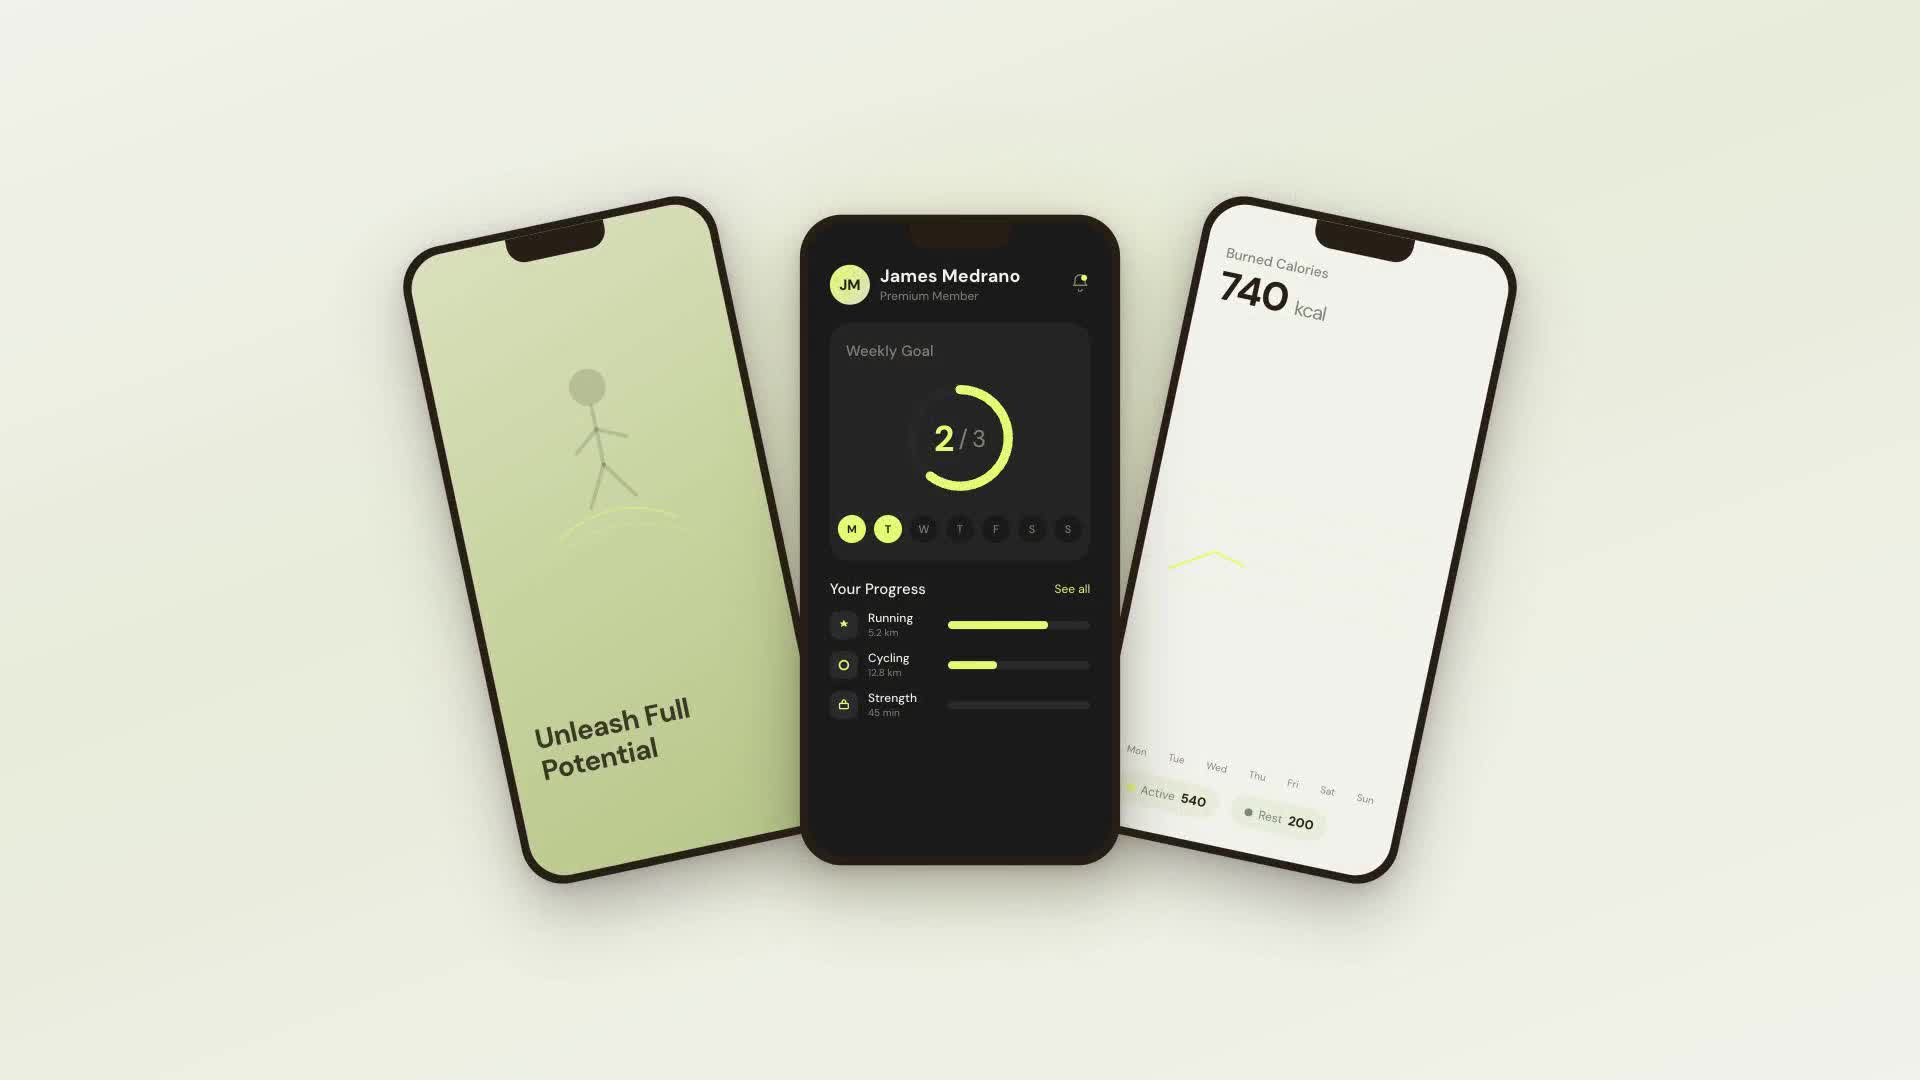 Unleash Full
Potential
JM
James Medrano
Premium Member
Weekly Goal
2 / 3
M T W T F S S
Your Progress
See all
Running
5.2 km
Cycling
12.8 km
Strength
45 min
Burned Calories
740 kcal
Mon Tue Wed Thu Fri Sat Sun
Active 540
Rest 200